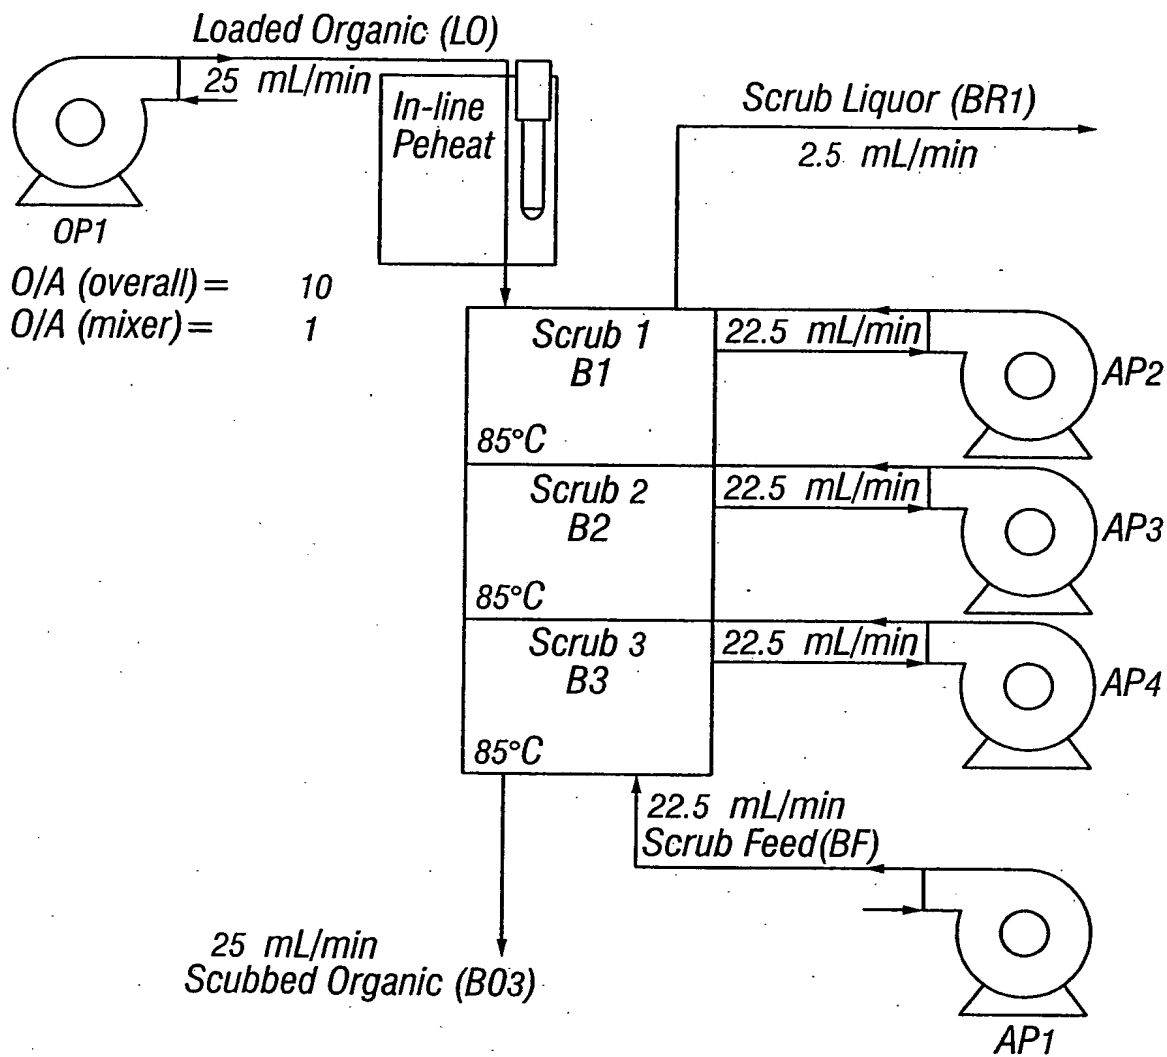 Loaded Organic (LO)
25 mL/min
In-line
Peheat
OP1
Scrub Liquor (BR1)
2.5 mL/min
O/A (overall) = 10
O/A (mixer) = 1
Scrub 1
B1
85°C
22.5 mL/min
AP2
Scrub 2
B2
85°C
22.5 mL/min
AP3
Scrub 3
B3
85°C
22.5 mL/min
AP4
22.5 mL/min
Scrub Feed(BF)
AP1
25 mL/min
Scubbed Organic (B03)